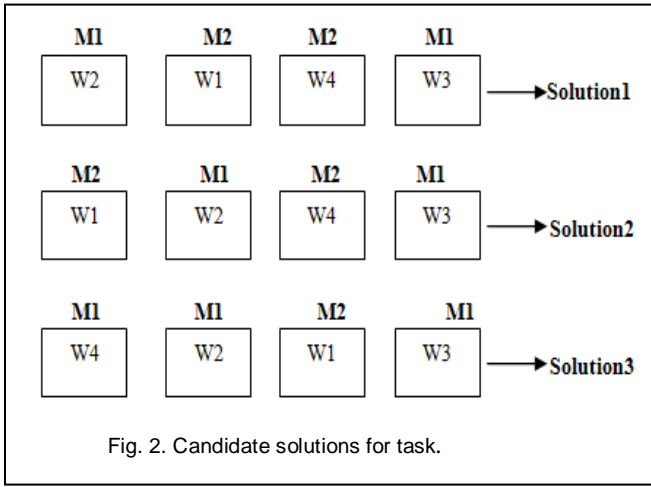 M1 M2 M2 M1
W2 W1 W4 W3 Solution1
M2 M1 M2 M1
W1 W2 W4 W3 Solution2
M1 M1 M2 M1
W4 W2 W1 W3 Solution3
Fig. 2. Candidate solutions for task.